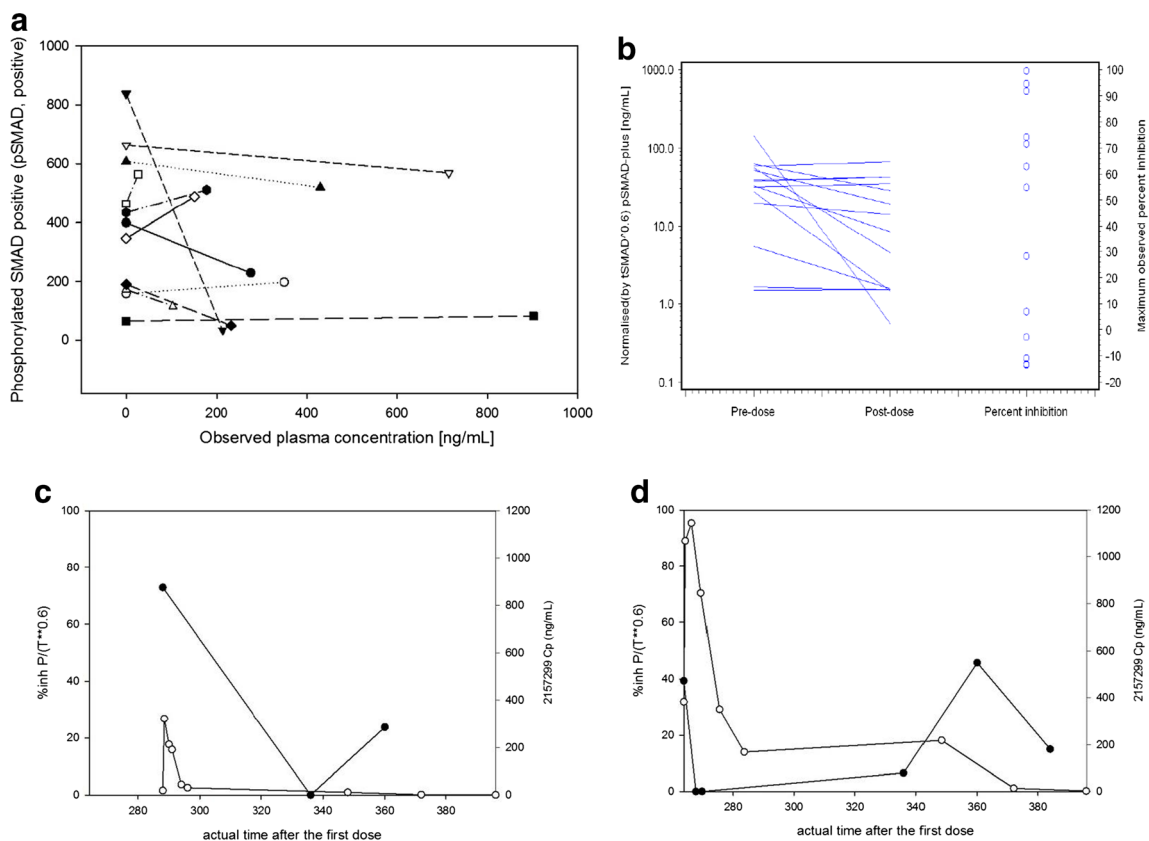 a
Phosphorylated SMAD positive (pSMAD, positive)
1000
800
600
400
200
0
0 200 400 600 800 1000
Observed plasma concentration [ng/mL]
b
Normalised(by tSMAD^0.6) pSMAD-plus [ng/mL]
1000.0
100.0
10.0
1.0
0.1
Pre-dose Post-dose Percent inhibition
100
90
80
70
60
50
40
30
20
10
0
-10
-20
Maximum observed percent inhibition
c
%inh P/(T**0.6)
100
80
60
40
20
0
280 300 320 340 360 380
actual time after the first dose
1200
1000
800
600
400
200
0
2157299 Cp (ng/mL)
d
%inh P/(T**0.6)
100
80
60
40
20
0
280 300 320 340 360 380
actual time after the first dose
1200
1000
800
600
400
200
0
2157299 Cp (ng/mL)